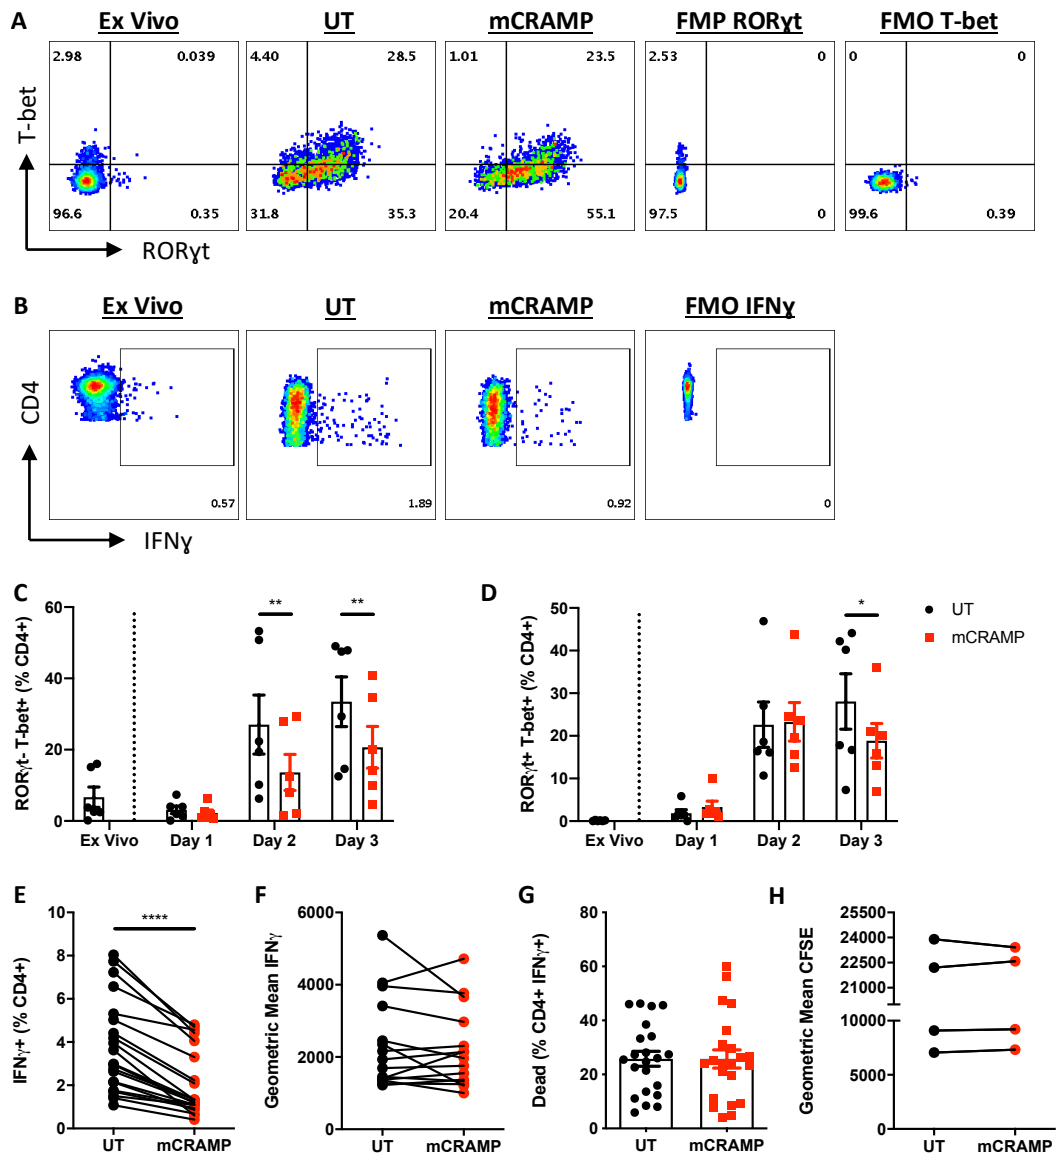 A Ex Vivo UT mCRAMP FMP RORɣt FMO T-bet
2.98 0.039 4.40 28.5 1.01 23.5 2.53 0 0 0
T-bet
96.6 0.35 31.8 35.3 20.4 55.1 97.5 0 99.6 0.39
RORɣt
B Ex Vivo UT mCRAMP FMO IFNɣ
CD4
0.57 1.89 0.92 0
IFNɣ
C
RORγt- T-bet+ (% CD4+)
60
40
20
0
** **
Ex Vivo Day 1 Day 2 Day 3
D
RORγt+ T-bet+ (% CD4+)
50
40
30
20
10
0
*
Ex Vivo Day 1 Day 2 Day 3
UT
mCRAMP
E
IFNγ+ (% CD4+)
10
8
6
4
2
0
****
UT mCRAMP
F
Geometric Mean IFNγ
6000
4000
2000
0
UT mCRAMP
G
Dead (% CD4+ IFNγ+)
80
60
40
20
0
UT mCRAMP
H
Geometric Mean CFSE
25500
24000
22500
21000
10000
5000
0
UT mCRAMP